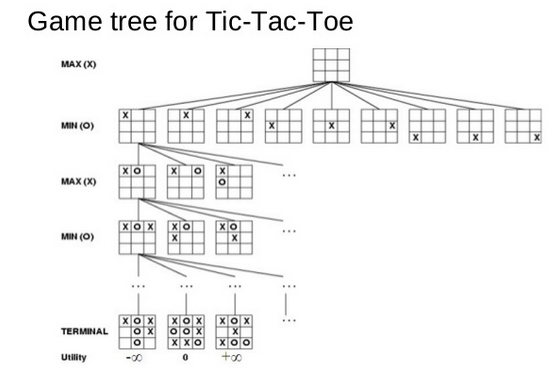 Game tree for Tic-Tac-Toe
MAX (X)
MIN (O)
X X X X X X X X X
MAX (X)
X O X O X
O
...
MIN (O)
X O X X O X O
X X
...
... ... ... ...
...
TERMINAL
X O X X O X X O X
O X O O X X
O X X O X O O
Utility -∞ 0 +∞